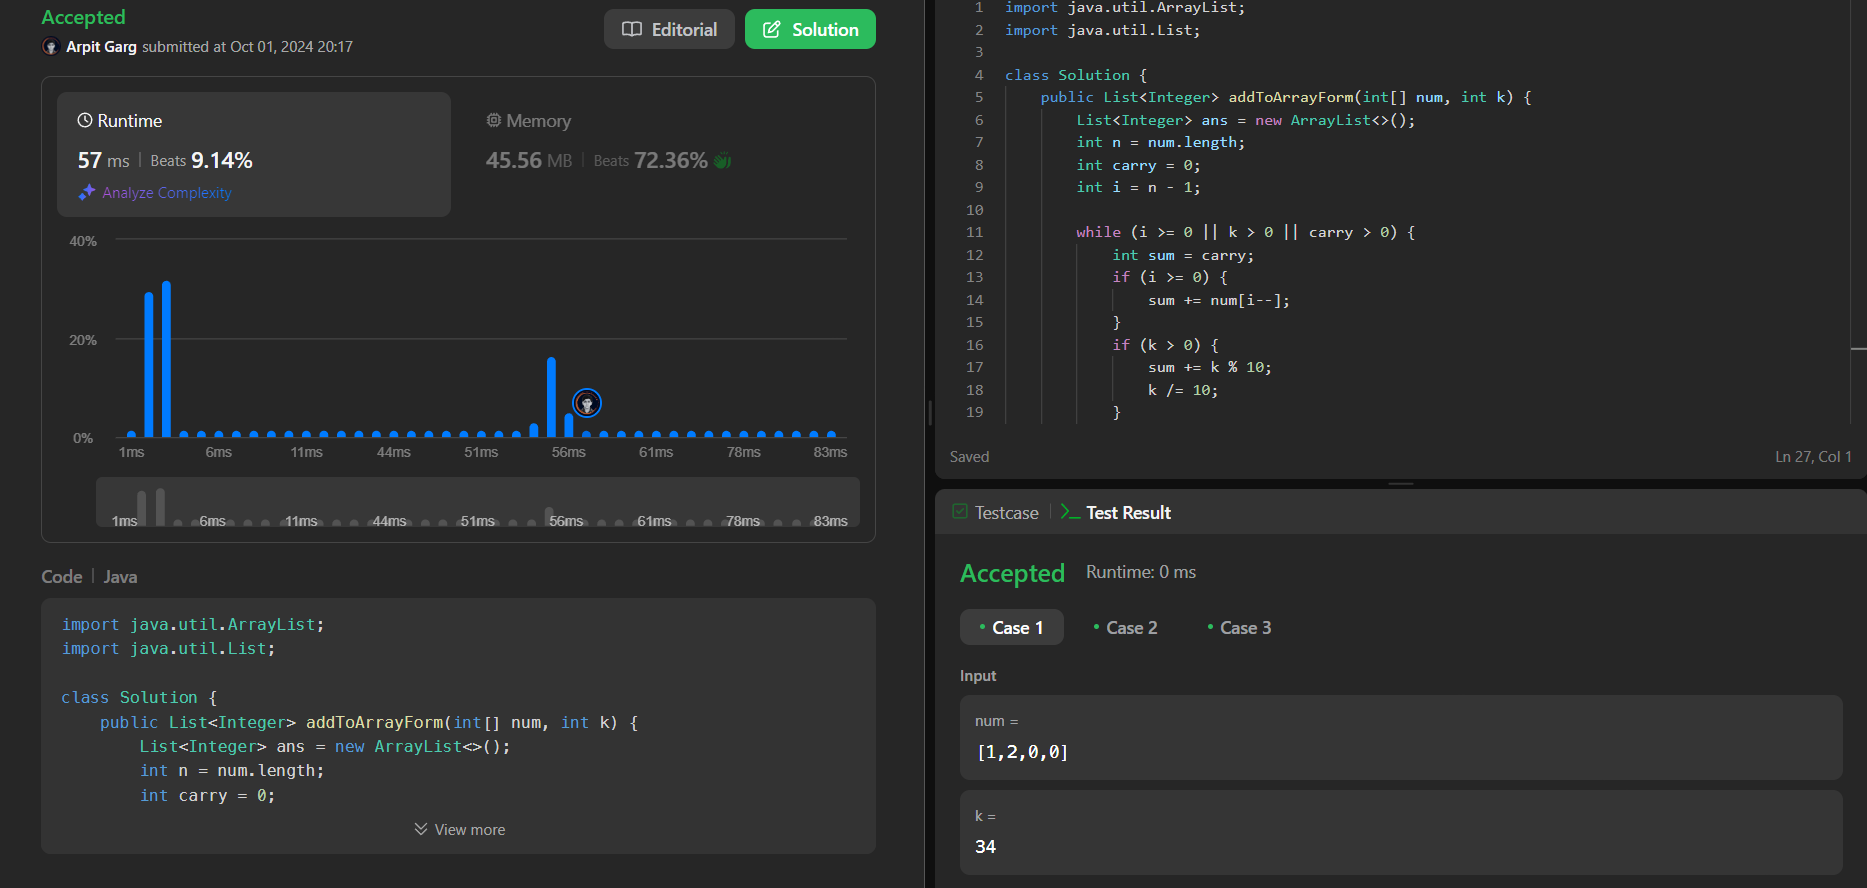 Accepted
Arpit Garg submitted at Oct 01, 2024 20:17
Editorial
Solution
Runtime
57 ms | Beats 9.14%
Analyze Complexity
Memory
45.56 MB | Beats 72.36%
40%
20%
0%
1ms 6ms 11ms 44ms 51ms 56ms 61ms 78ms 83ms
1ms 6ms 11ms 44ms 51ms 56ms 61ms 78ms 83ms
Code | Java
import java.util.ArrayList;
import java.util.List;
class Solution {
    public List<Integer> addToArrayForm(int[] num, int k) {
        List<Integer> ans = new ArrayList<>();
        int n = num.length;
        int carry = 0;
View more
1 import java.util.ArrayList;
2 import java.util.List;
3
4 class Solution {
5     public List<Integer> addToArrayForm(int[] num, int k) {
6         List<Integer> ans = new ArrayList<>();
7         int n = num.length;
8         int carry = 0;
9         int i = n - 1;
10
11         while (i >= 0 || k > 0 || carry > 0) {
12             int sum = carry;
13             if (i >= 0) {
14                 sum += num[i--];
15             }
16             if (k > 0) {
17                 sum += k % 10;
18                 k /= 10;
19             }
Saved
Ln 27, Col 1
Testcase | Test Result
Accepted Runtime: 0 ms
• Case 1 • Case 2 • Case 3
Input
num =
[1,2,0,0]
k =
34